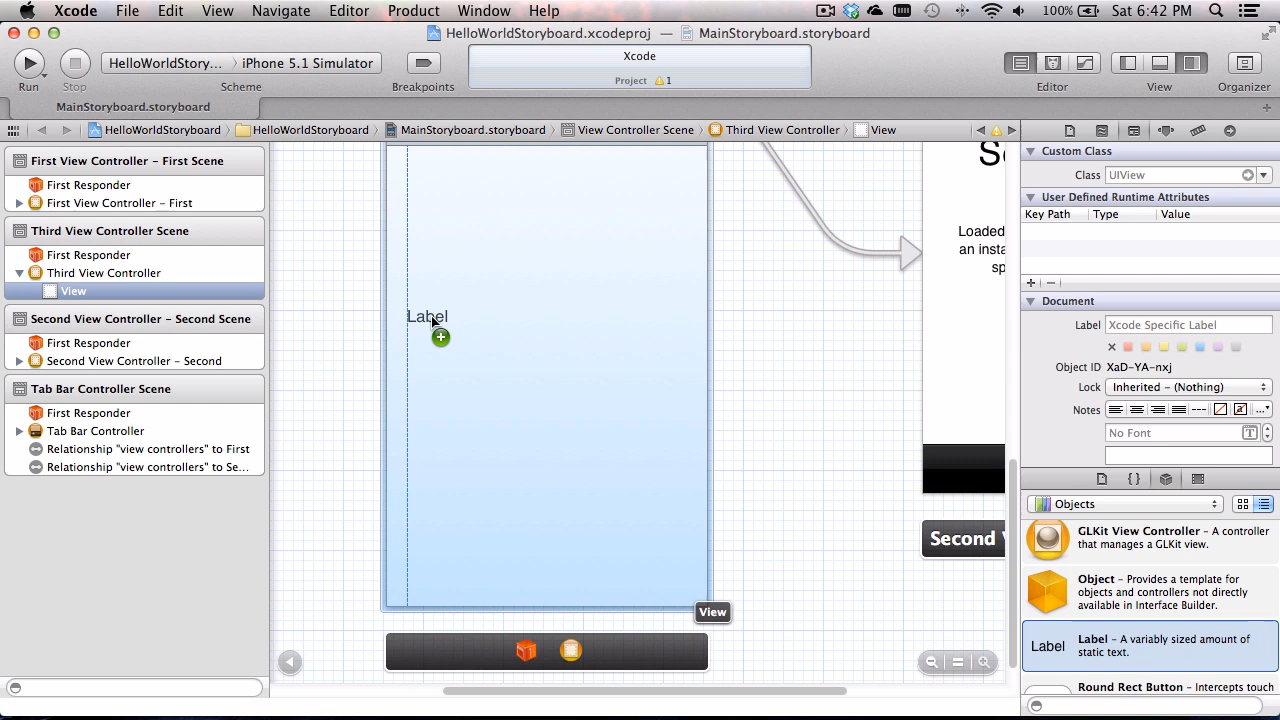 Xcode File Edit View Navigate Editor Product Window Help 100% Sat 6:42 PM
HelloWorldStoryboard.xcodeproj — MainStoryboard.storyboard
HelloWorldStory... iPhone 5.1 Simulator
Xcode
Project 1
Run Stop Scheme Breakpoints Editor View Organizer
MainStoryboard.storyboard
HelloWorldStoryboard HelloWorldStoryboard MainStoryboard.storyboard View Controller Scene Third View Controller View
First View Controller – First Scene
First Responder
First View Controller – First
Third View Controller Scene
First Responder
Third View Controller
View
Second View Controller – Second Scene
First Responder
Second View Controller – Second
Tab Bar Controller Scene
First Responder
Tab Bar Controller
Relationship "view controllers" to First
Relationship "view controllers" to Se...
Label
View
Loaded
an insta
sp
Second
Custom Class
Class UIView
User Defined Runtime Attributes
Key Path Type Value
Document
Label Xcode Specific Label
Object ID XaD-YA-nxj
Lock Inherited – (Nothing)
Notes
No Font
Objects
GLKit View Controller – A controller
that manages a GLKit view.
Object – Provides a template for
objects and controllers not directly
available in Interface Builder.
Label
Label – A variably sized amount of
static text.
Round Rect Button – Intercepts touch